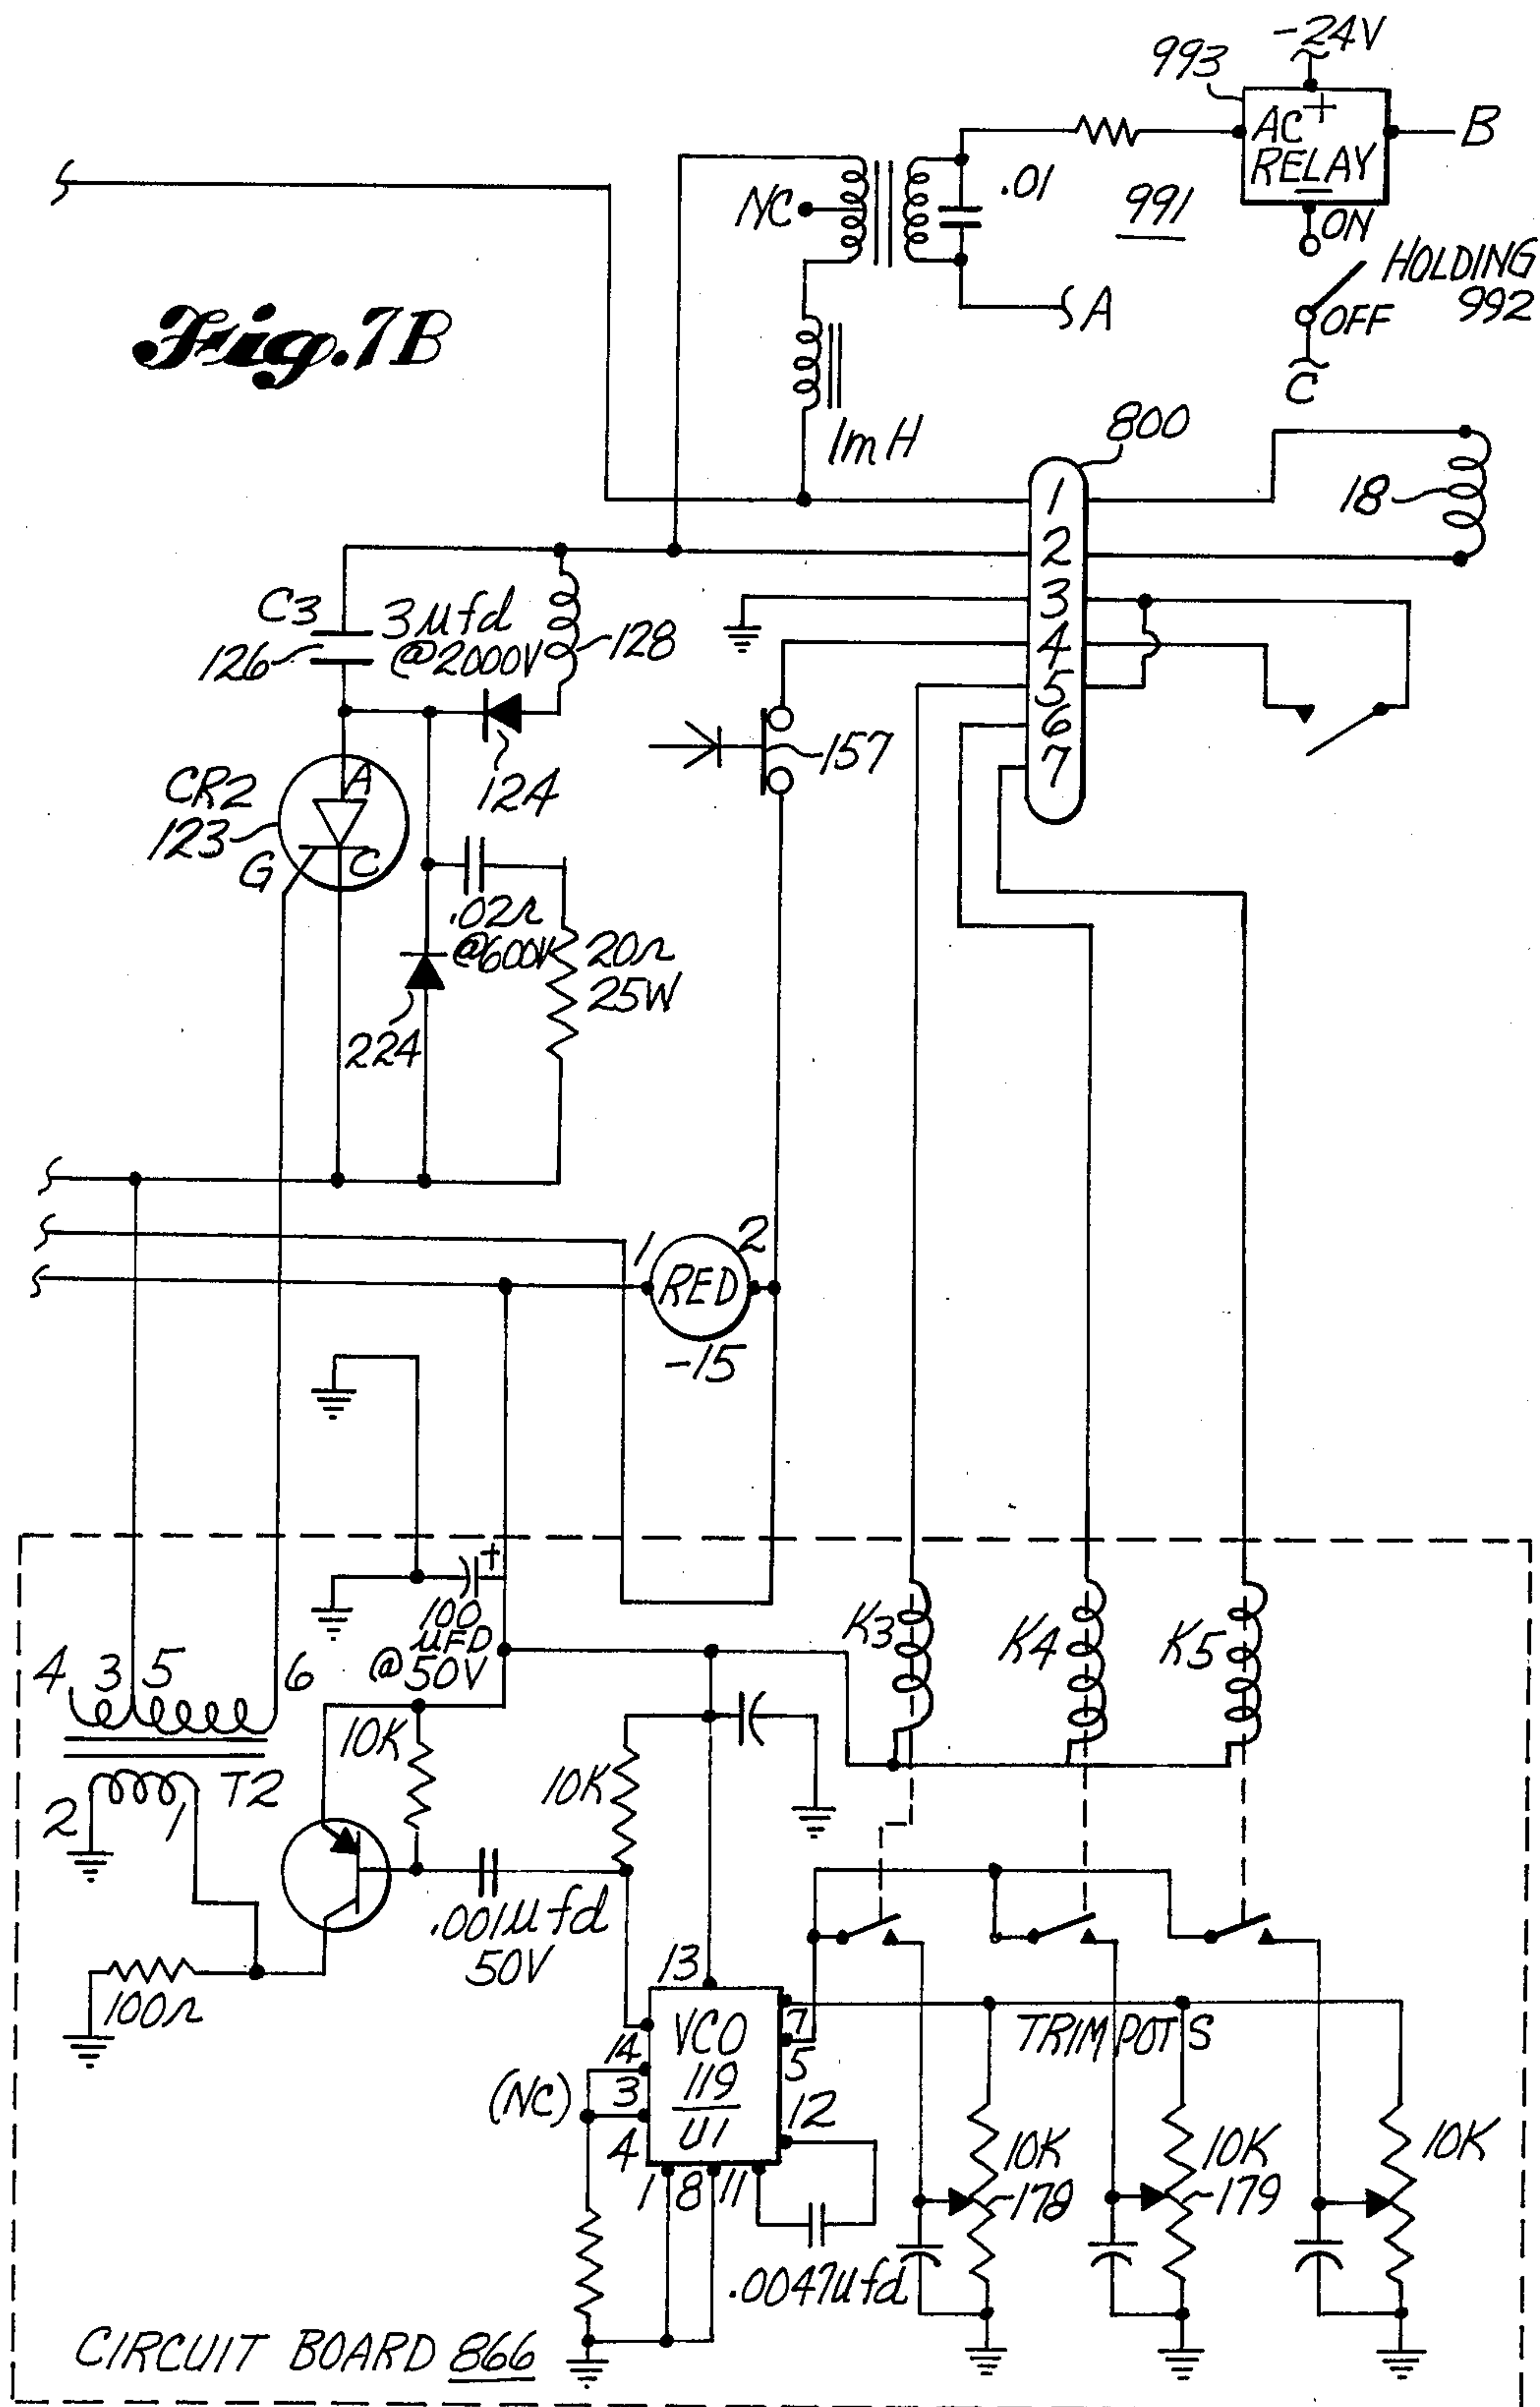 -24V
993
AC +
RELAY
B
NC
.01
991
ON
HOLDING
992
OFF
A
C
Fig. 7B
1mH
800
18
1
2
3
4
5
6
7
C3
126
3 µfd
@2000V
128
124
157
CR2
123
A
G
C
.02Ω
@600V
20Ω
25W
224
1
2
RED
-15
100
µFD
@50V
+
K3
K4
K5
4 3 5 6
10K
10K
T2
2
1
.001µfd
50V
100Ω
13
VCO
119
U1
7
5
14
3
4
(NC)
12
1 8 11
TRIM POTS
10K
178
10K
179
10K
.0047µfd
CIRCUIT BOARD 866